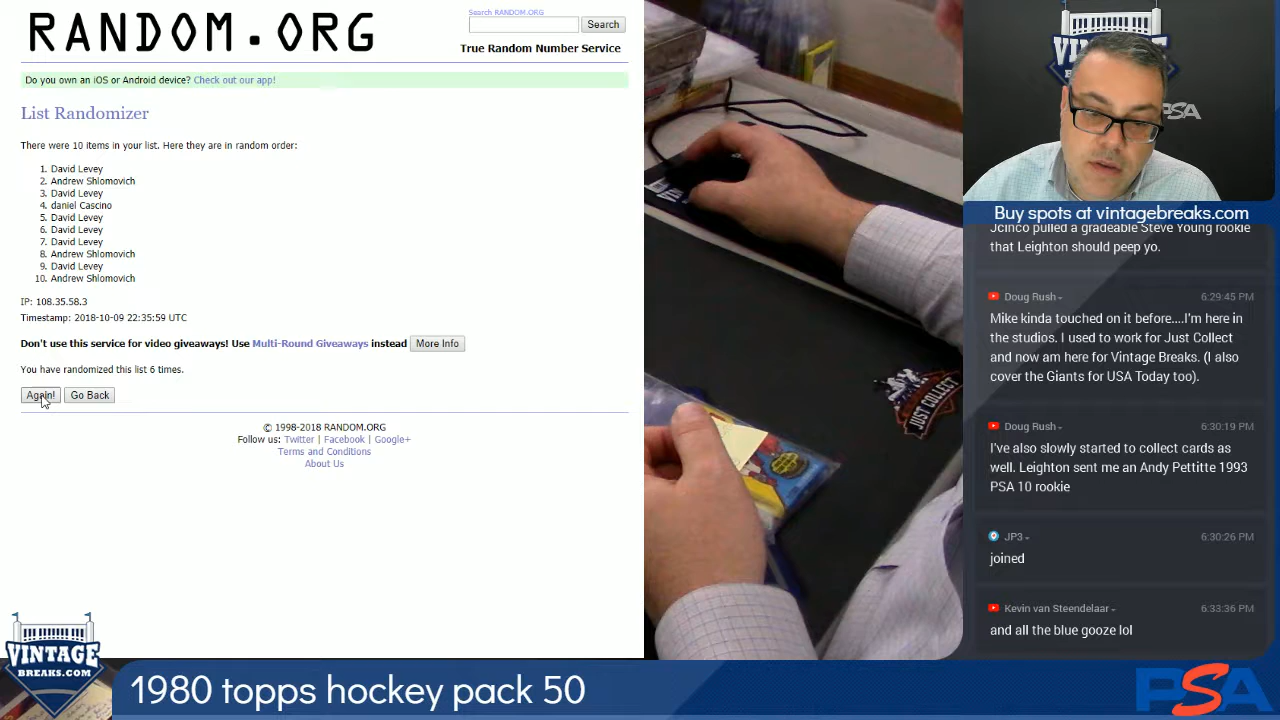 RANDOM.ORG
Search RANDOM.ORG
Search
True Random Number Service
Do you own an iOS or Android device? Check out our app!
List Randomizer
There were 10 items in your list. Here they are in random order:
1. David Levey
2. Andrew Shlomovich
3. David Levey
4. daniel Cascino
5. David Levey
6. David Levey
7. David Levey
8. Andrew Shlomovich
9. David Levey
10. Andrew Shlomovich
IP: 108.35.58.3
Timestamp: 2018-10-09 22:35:59 UTC
Don't use this service for video giveaways! Use Multi-Round Giveaways instead More Info
You have randomized this list 6 times.
Again! Go Back
© 1998-2018 RANDOM.ORG
Follow us: Twitter | Facebook | Google+
Terms and Conditions
About Us
JUST COLLECT
VINTAGE
PSA
Buy spots at vintagebreaks.com
Jcinco pulled a gradeable Steve Young rookie
that Leighton should peep yo.
Doug Rush 6:29:45 PM
Mike kinda touched on it before....I'm here in
the studios. I used to work for Just Collect
and now am here for Vintage Breaks. (I also
cover the Giants for USA Today too).
Doug Rush 6:30:19 PM
I've also slowly started to collect cards as
well. Leighton sent me an Andy Pettitte 1993
PSA 10 rookie
JP3 6:30:26 PM
joined
Kevin van Steendelaar 6:33:36 PM
and all the blue gooze lol
VINTAGE
BREAKS.COM
1980 topps hockey pack 50
PSA